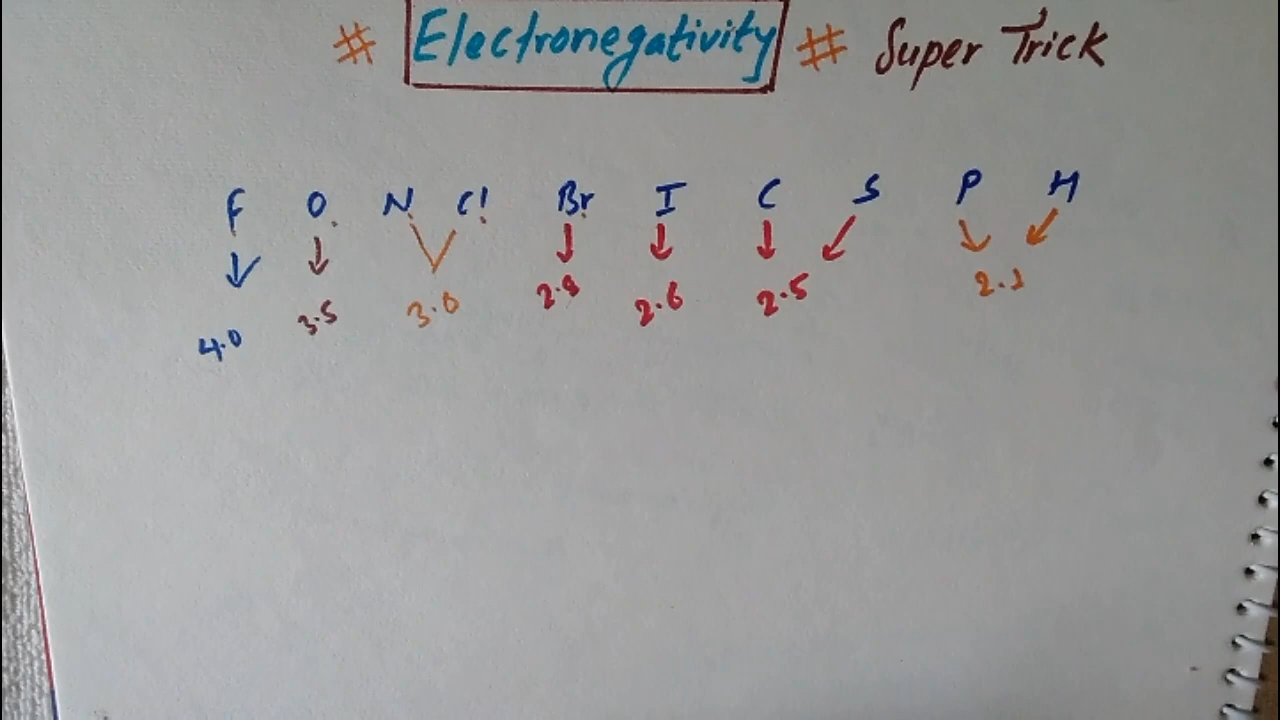 # Electronegativity # Super Trick
F O. N Cl. Br I C S P H
4.0 3.5 3.0 2.8 2.6 2.5 2.1